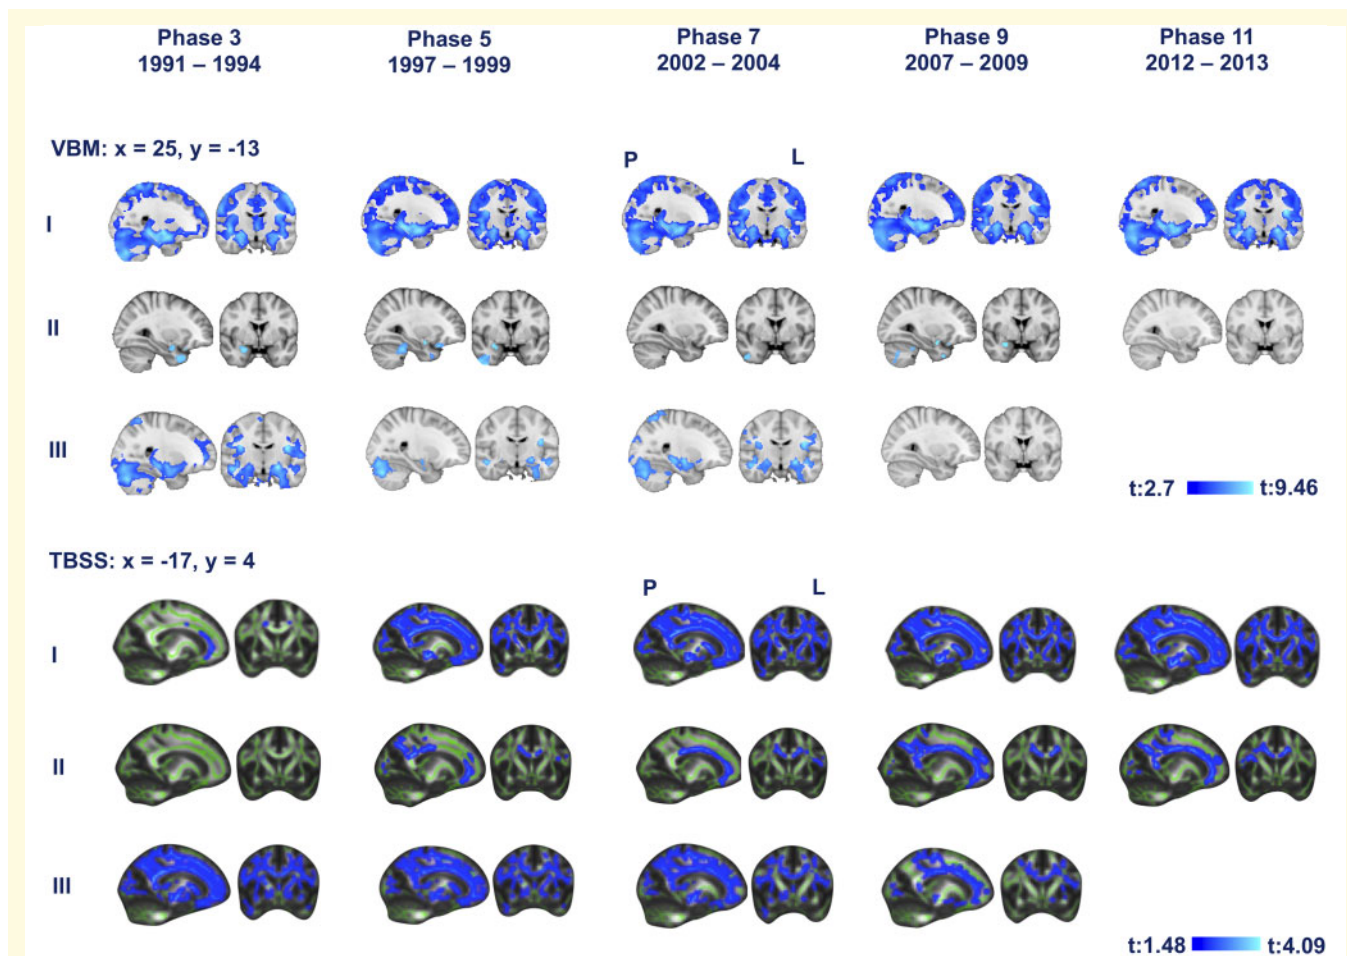 Phase 3 Phase 5 Phase 7 Phase 9 Phase 11
1991 – 1994 1997 – 1999 2002 – 2004 2007 – 2009 2012 – 2013
VBM: x = 25, y = -13
P L
I
II
III
t:2.7 t:9.46
TBSS: x = -17, y = 4
P L
I
II
III
t:1.48 t:4.09